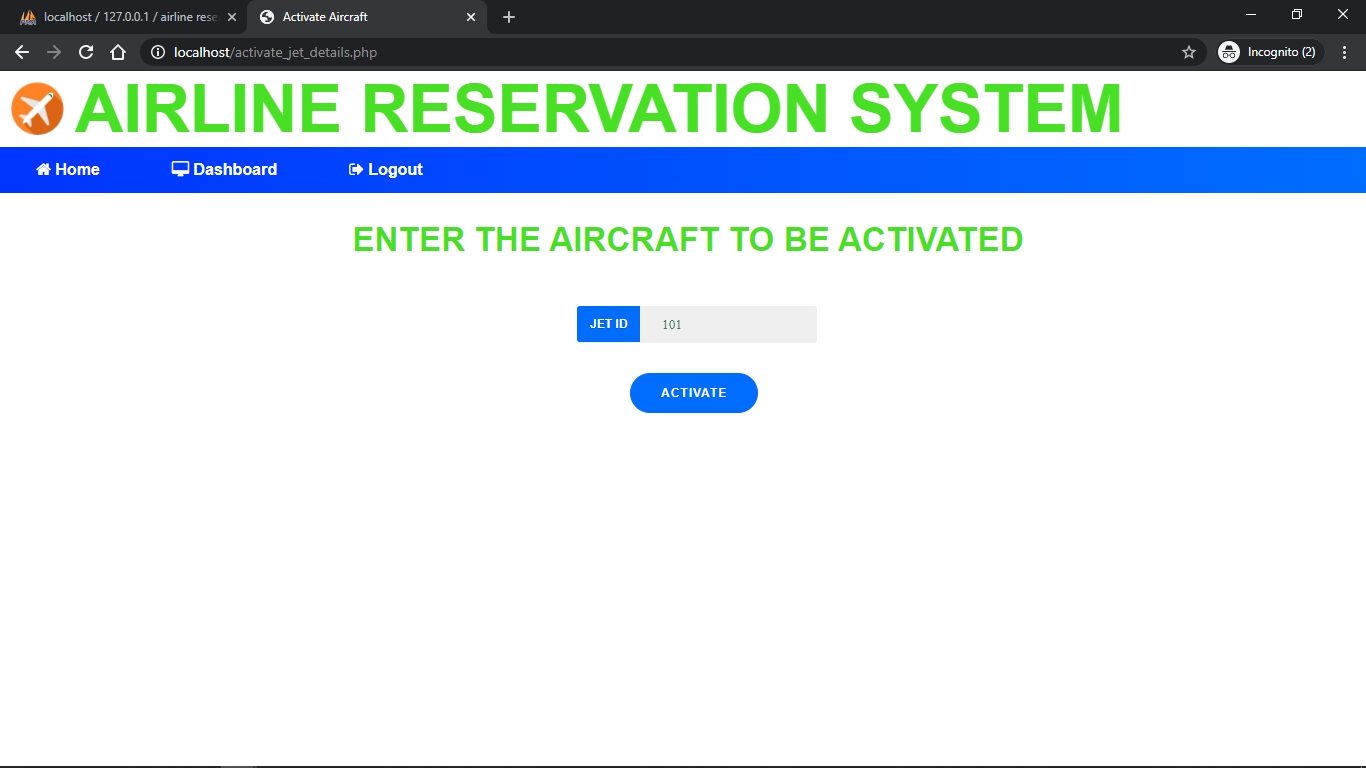 localhost / 127.0.0.1 / airline rese
Activate Aircraft
localhost/activate_jet_details.php
Incognito (2)
AIRLINE RESERVATION SYSTEM
Home Dashboard Logout
ENTER THE AIRCRAFT TO BE ACTIVATED
JET ID 101
ACTIVATE